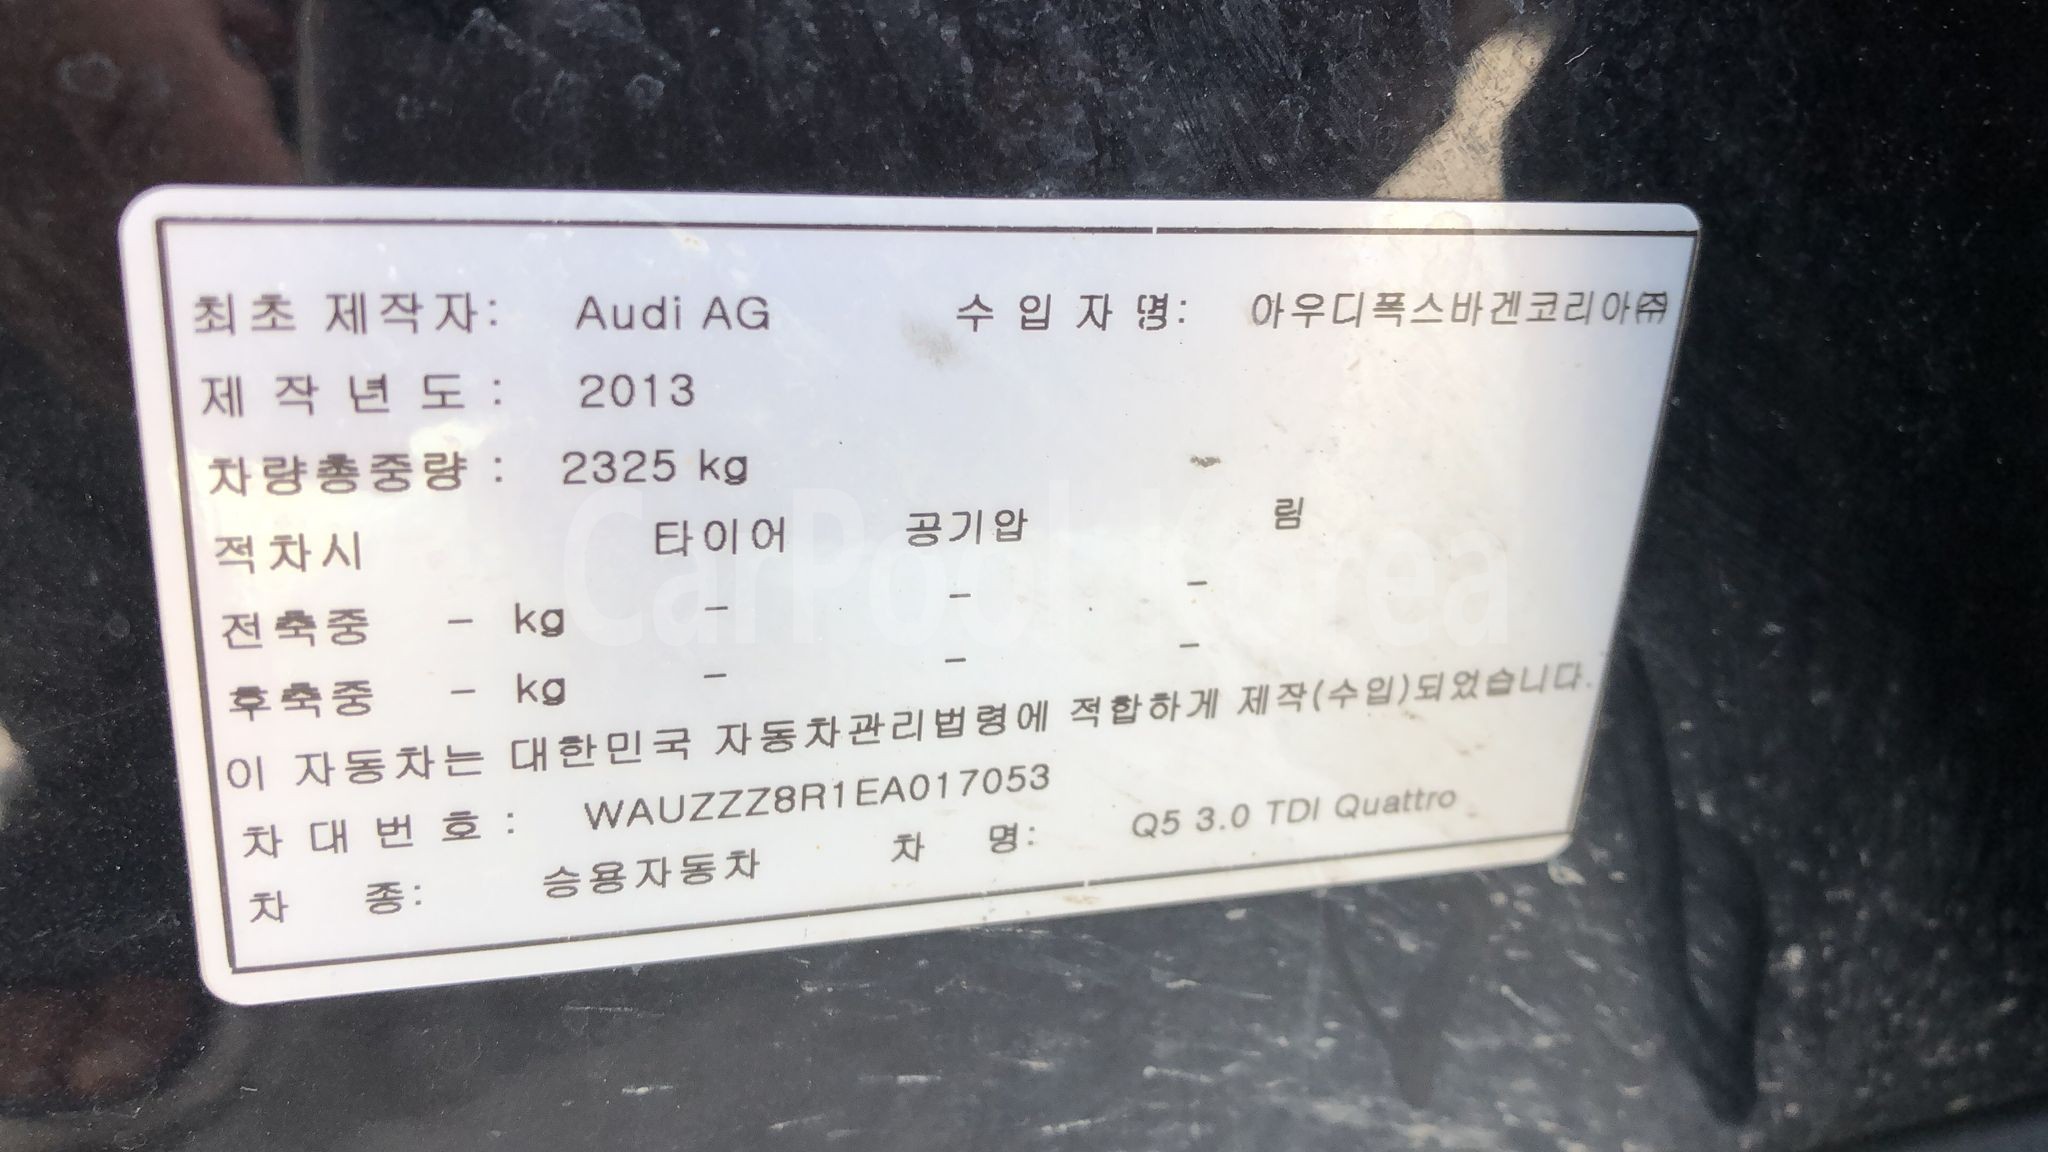 최초 제작자: Audi AG 수 입 자 명: 아우디폭스바겐코리아㈜
제 작 년 도 : 2013
차량총중량 : 2325 kg
적차시 타이어 공기압 림
전축중 - kg - - -
후축중 - kg - - -
이 자동차는 대한민국 자동차관리법령에 적합하게 제작(수입)되었습니다.
차 대 번 호 : WAUZZZ8R1EA017053
차 종: 승용자동차 차 명: Q5 3.0 TDI Quattro
CarPool Korea